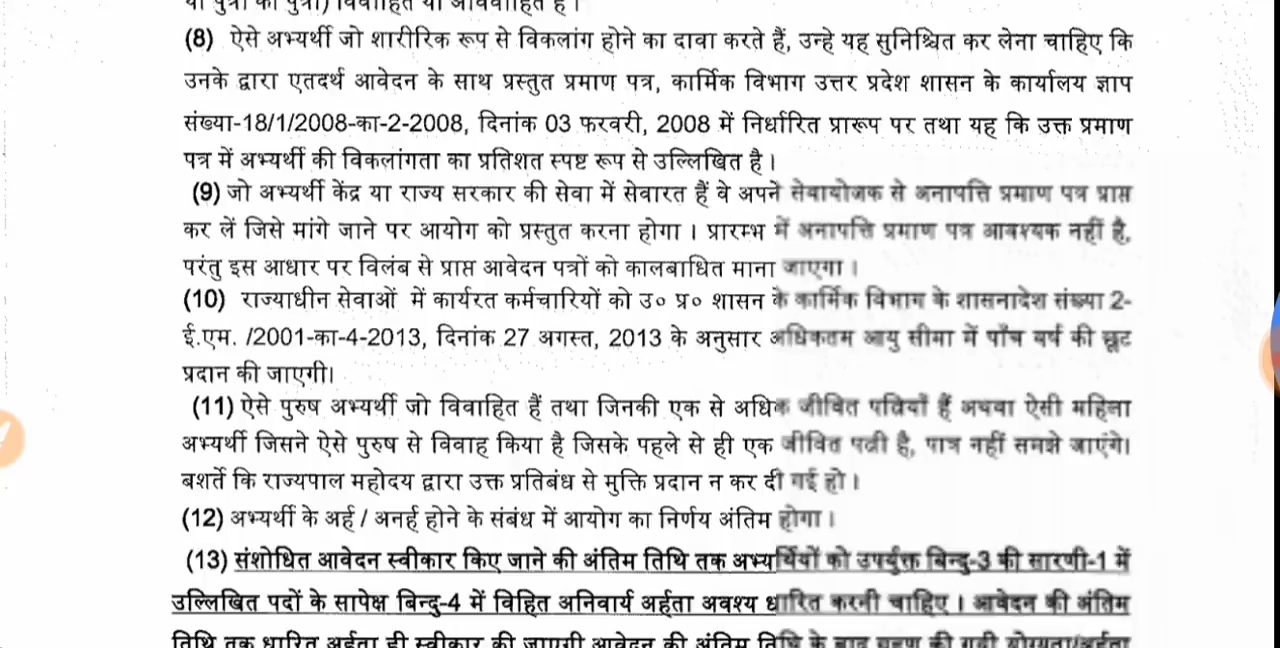 (8) ऐसे अभ्यर्थी जो शारीरिक रूप से विकलांग होने का दावा करते हैं, उन्हे यह सुनिश्चित कर लेना चाहिए कि
उनके द्वारा एतदर्थ आवेदन के साथ प्रस्तुत प्रमाण पत्र, कार्मिक विभाग उत्तर प्रदेश शासन के कार्यालय ज्ञाप
संख्या-18/1/2008-का-2-2008, दिनांक 03 फरवरी, 2008 में निर्धारित प्रारूप पर तथा यह कि उक्त प्रमाण
पत्र में अभ्यर्थी की विकलांगता का प्रतिशत स्पष्ट रूप से उल्लिखित है।
(9) जो अभ्यर्थी केंद्र या राज्य सरकार की सेवा में सेवारत हैं वे अपने सेवायोजक से अनापत्ति प्रमाण पत्र प्राप्त
कर लें जिसे मांगे जाने पर आयोग को प्रस्तुत करना होगा । प्रारम्भ में अनापत्ति प्रमाण पत्र आवश्यक नहीं है,
परंतु इस आधार पर विलंब से प्राप्त आवेदन पत्रों को कालबाधित माना जाएगा ।
(10) राज्याधीन सेवाओं में कार्यरत कर्मचारियों को उ० प्र० शासन के कार्मिक विभाग के शासनादेश संख्या 2-
ई.एम. /2001-का-4-2013, दिनांक 27 अगस्त, 2013 के अनुसार अधिकतम आयु सीमा में पाँच वर्ष की छूट
प्रदान की जाएगी।
(11) ऐसे पुरुष अभ्यर्थी जो विवाहित हैं तथा जिनकी एक से अधिक जीवित पत्नियाँ हैं अथवा ऐसी महिला
अभ्यर्थी जिसने ऐसे पुरुष से विवाह किया है जिसके पहले से ही एक जीवित पत्नी है, पात्र नहीं समझे जाएंगे।
बशर्ते कि राज्यपाल महोदय द्वारा उक्त प्रतिबंध से मुक्ति प्रदान न कर दी गई हो ।
(12) अभ्यर्थी के अर्ह / अनर्ह होने के संबंध में आयोग का निर्णय अंतिम होगा ।
(13) संशोधित आवेदन स्वीकार किए जाने की अंतिम तिथि तक अभ्यर्थियों को उपर्युक्त बिन्दु-3 की सारणी-1 में
उल्लिखित पदों के सापेक्ष बिन्दु-4 में विहित अनिवार्य अर्हता अवश्य धारित करनी चाहिए । आवेदन की अंतिम
तिथि तक धारित अर्हता ही स्वीकार की जाएगी आवेदन की अंतिम तिथि के बाद